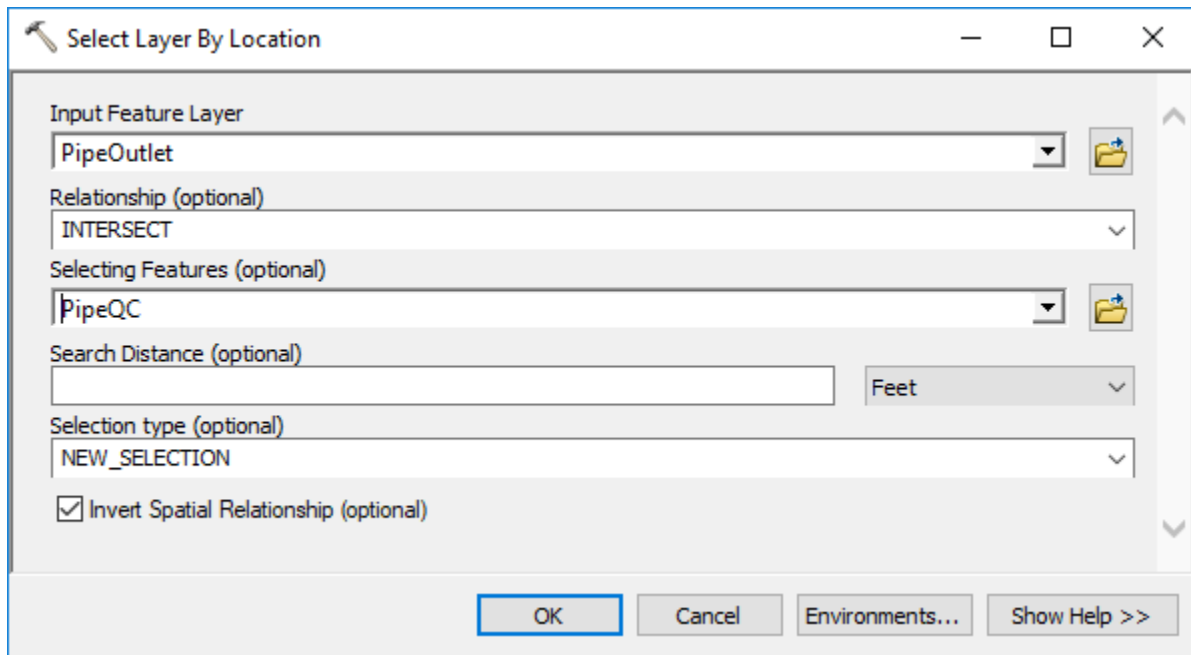 Select Layer By Location
Input Feature Layer
PipeOutlet
Relationship (optional)
INTERSECT
Selecting Features (optional)
PipeQC
Search Distance (optional)
Feet
Selection type (optional)
NEW_SELECTION
Invert Spatial Relationship (optional)
OK Cancel Environments... Show Help >>